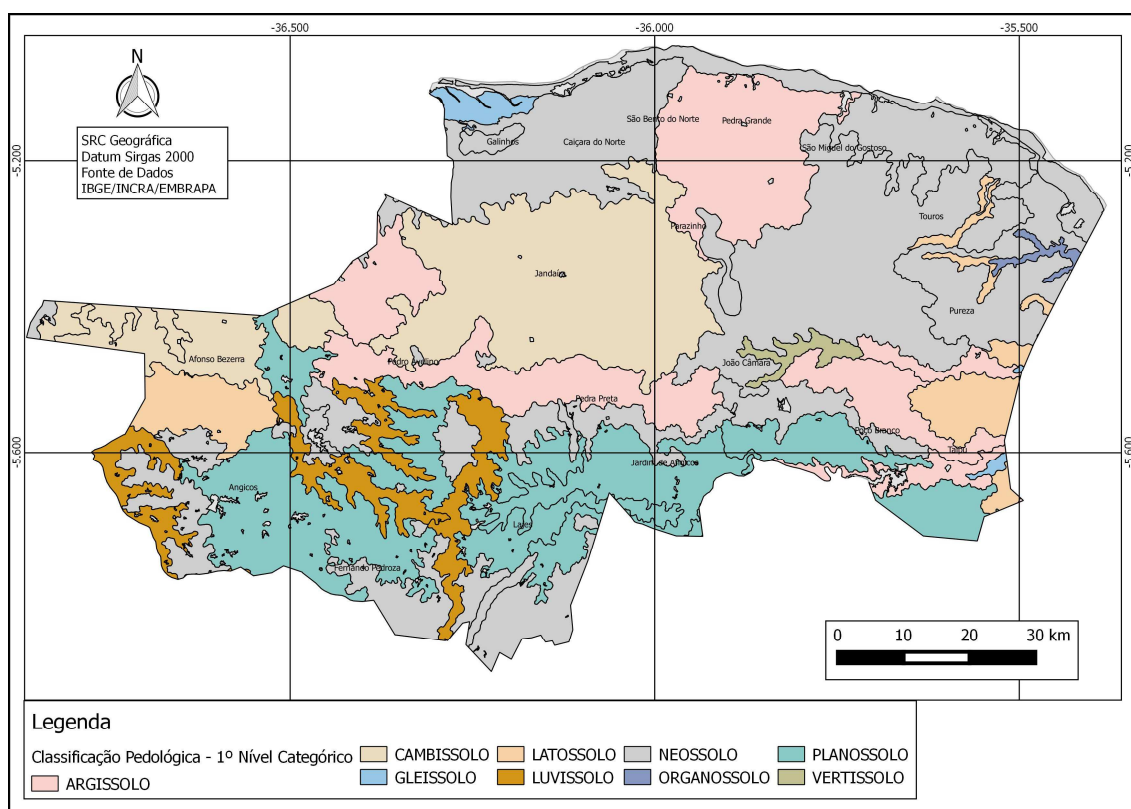 -36.500
-36.000
-35.500
N
SRC Geográfica
Datum Sirgas 2000
Fonte de Dados
IBGE/INCRA/EMBRAPA
-5.200
-5.200
São Bento do Norte
Pedra Grande
Galinhos
Caiçara do Norte
São Miguel do Gostoso
Touros
Parazinho
Jandaíra
Pureza
Afonso Bezerra
Pedro Avelino
João Câmara
Pedra Preta
Poço Branco
-5.600
-5.600
Taipu
Jardim de Angicos
Angicos
Lajes
Fernando Pedroza
0 10 20 30 km
Legenda
Classificação Pedológica - 1º Nível Categórico
ARGISSOLO
CAMBISSOLO
GLEISSOLO
LATOSSOLO
LUVISSOLO
NEOSSOLO
ORGANOSSOLO
PLANOSSOLO
VERTISSOLO